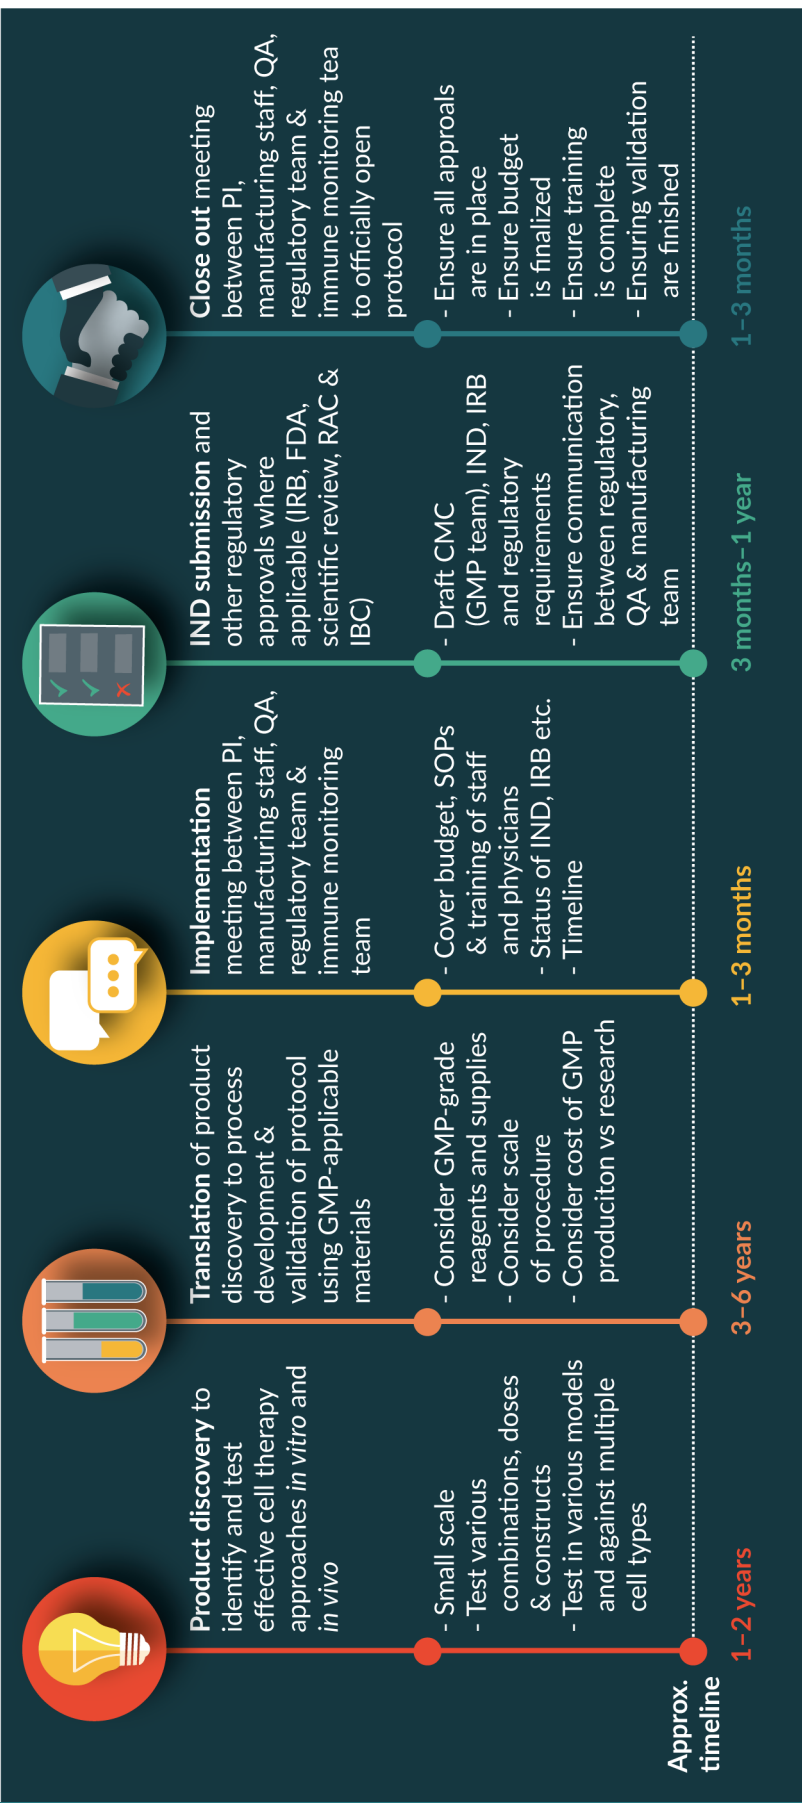 Product discovery to
identify and test
effective cell therapy
approaches in vitro and
in vivo
- Small scale
- Test various
combinations, doses
& constructs
- Test in various models
and against multiple
cell types
Translation of product
discovery to process
development &
validation of protocol
using GMP-applicable
materials
- Consider GMP-grade
reagents and supplies
- Consider scale
of procedure
- Consider cost of GMP
produciton vs research
Implementation
meeting between PI,
manufacturing staff, QA,
regulatory team &
immune monitoring
team
- Cover budget, SOPs
& training of staff
and physicians
- Status of IND, IRB etc.
- Timeline
IND submission and
other regulatory
approvals where
applicable (IRB, FDA,
scientific review, RAC &
IBC)
- Draft CMC
(GMP team), IND, IRB
and regulatory
requirements
- Ensure communication
between regulatory,
QA & manufacturing
team
Close out meeting
between PI,
manufacturing staff, QA,
regulatory team &
immune monitoring tea
to officially open
protocol
- Ensure all approals
are in place
- Ensure budget
is finalized
- Ensure training
is complete
- Ensuring validation
are finished
Approx.
timeline
1–2 years
3–6 years
1–3 months
3 months–1 year
1–3 months